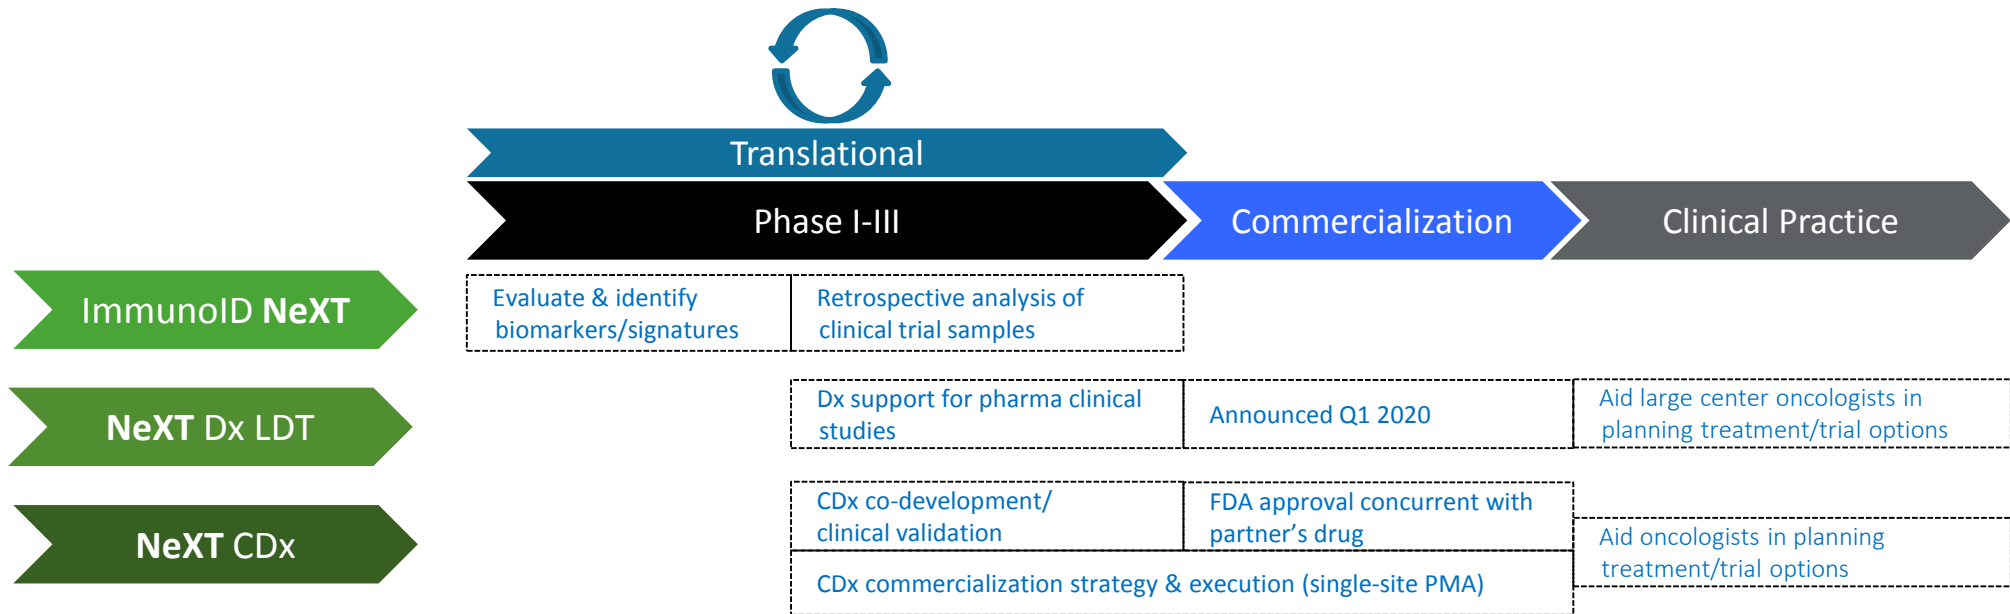 Translational
Phase I-III
Commercialization
Clinical Practice
ImmunoID NeXT
Evaluate & identify
biomarkers/signatures
Retrospective analysis of
clinical trial samples
NeXT Dx LDT
Dx support for pharma clinical
studies
Announced Q1 2020
Aid large center oncologists in
planning treatment/trial options
NeXT CDx
CDx co-development/
clinical validation
FDA approval concurrent with
partner’s drug
CDx commercialization strategy & execution (single-site PMA)
Aid oncologists in planning
treatment/trial options